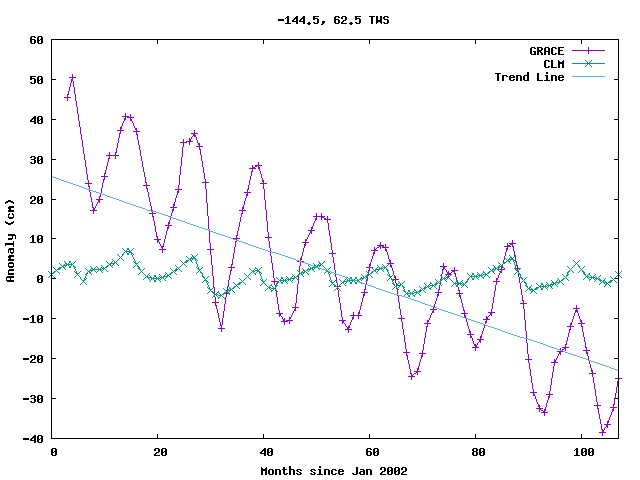 -144.5, 62.5 TWS
GRACE
CLM
Trend Line
60
50
40
30
20
10
0
-10
-20
-30
-40
Anomaly (cm)
0 20 40 60 80 100
Months since Jan 2002